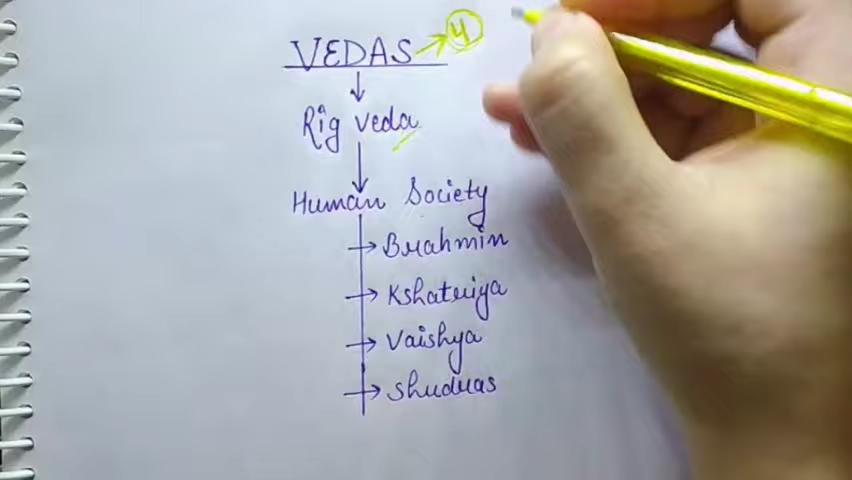 VEDAS → 4
↓
Rig veda
↓
Human Society
→ Brahmin
→ Kshatriya
→ Vaishya
→ Shudras